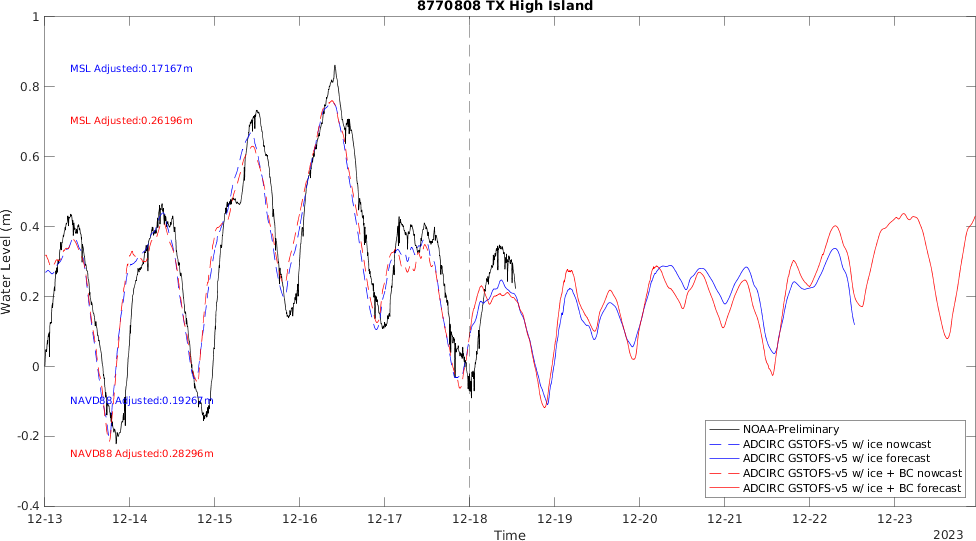 8770808 TX High Island
1
0.8
0.6
0.4
0.2
0
-0.2
-0.4
Water Level (m)
MSL Adjusted:0.17167m
MSL Adjusted:0.26196m
NAVD88 Adjusted:0.19267m
NAVD88 Adjusted:0.28296m
NOAA-Preliminary
ADCIRC GSTOFS-v5 w/ ice nowcast
ADCIRC GSTOFS-v5 w/ ice forecast
ADCIRC GSTOFS-v5 w/ ice + BC nowcast
ADCIRC GSTOFS-v5 w/ ice + BC forecast
12-13 12-14 12-15 12-16 12-17 12-18 12-19 12-20 12-21 12-22 12-23
Time
2023